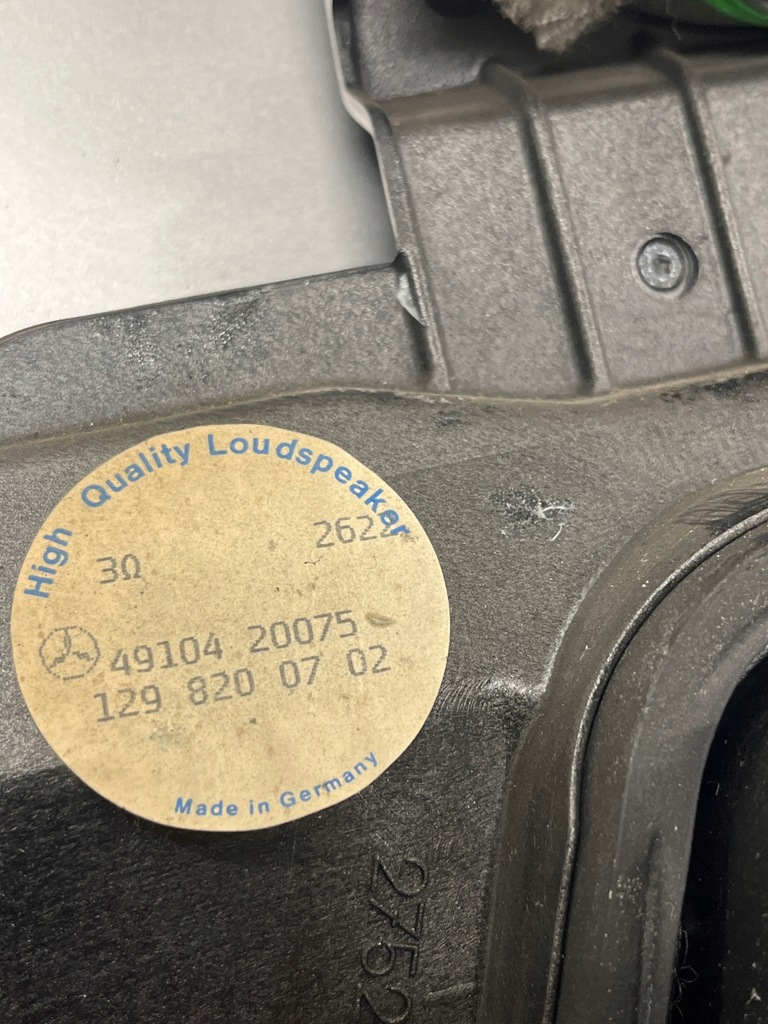 High Quality Loudspeaker
3Ω
49104 20075
129 820 07 02
Made in Germany